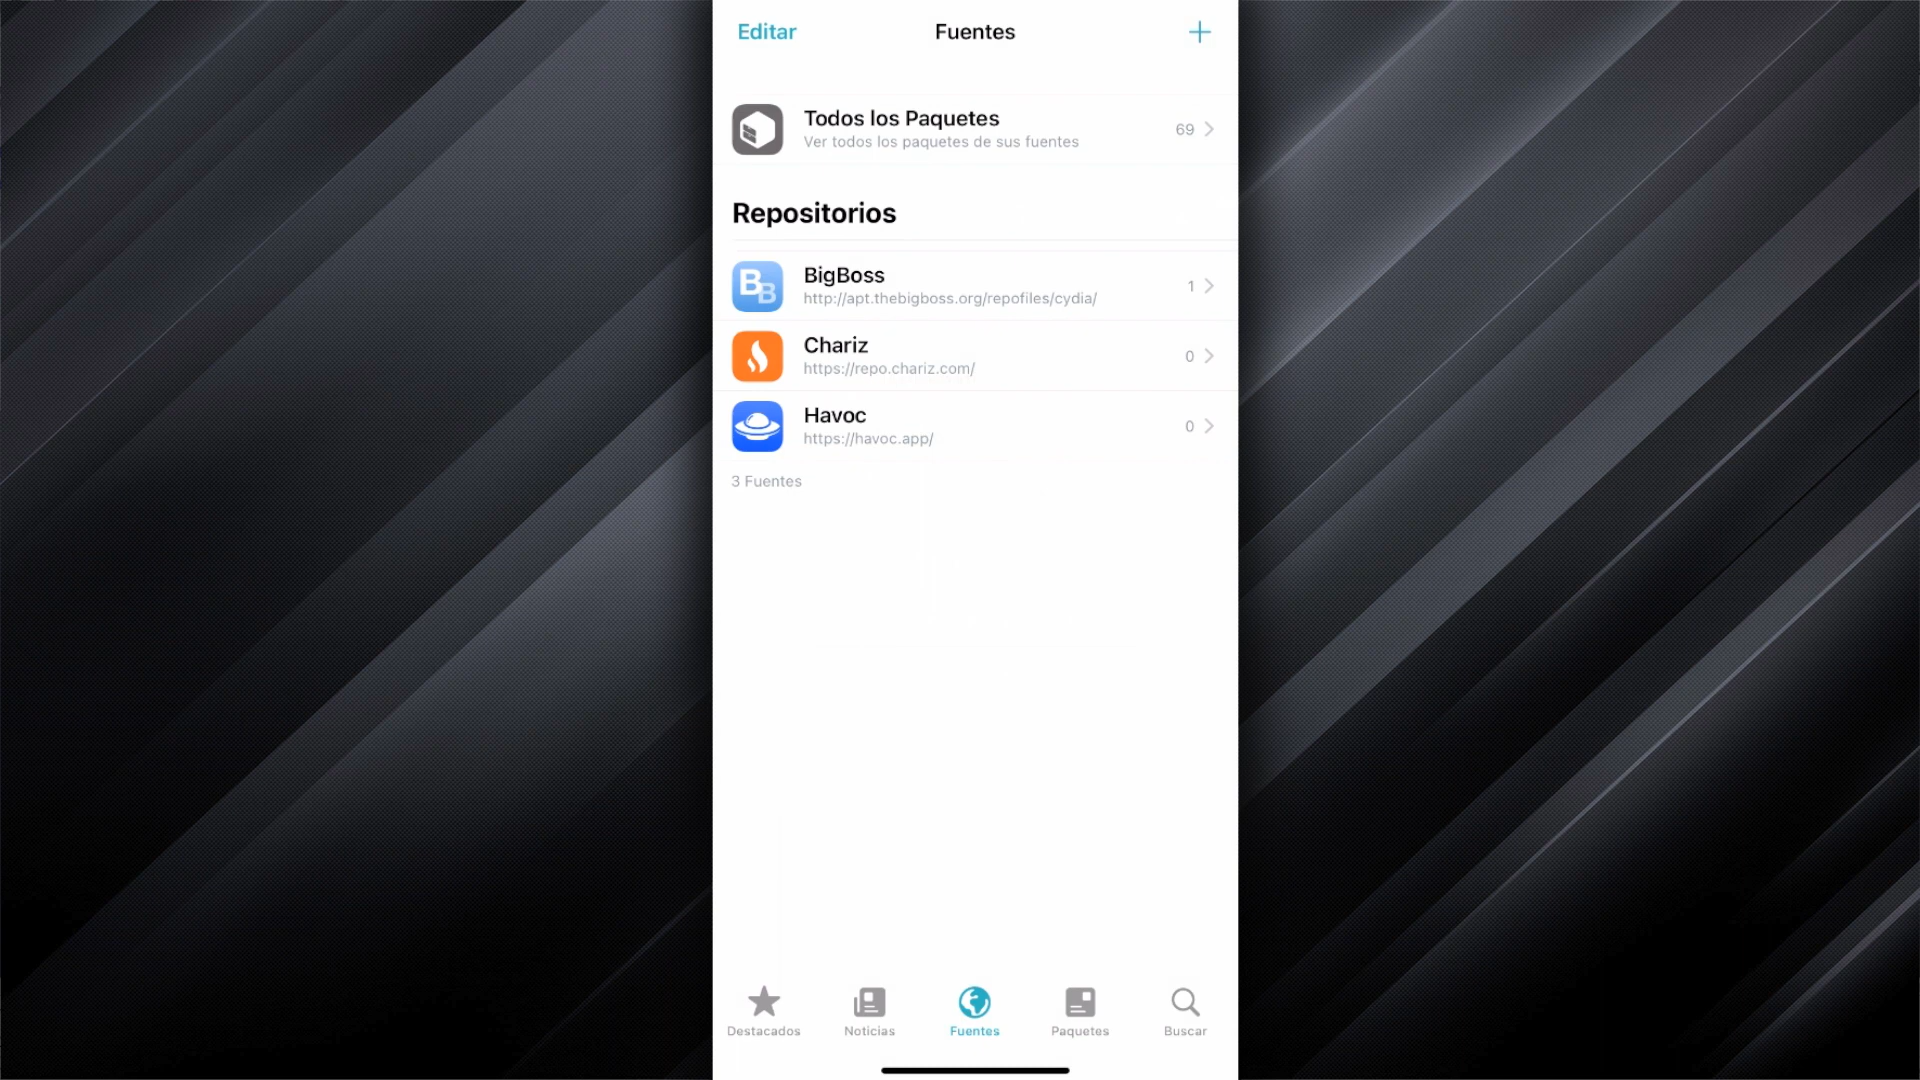 Editar
Fuentes
Todos los Paquetes
Ver todos los paquetes de sus fuentes
69
Repositorios
BigBoss
http://apt.thebigboss.org/repofiles/cydia/
1
Chariz
https://repo.chariz.com/
0
Havoc
https://havoc.app/
0
3 Fuentes
Destacados
Noticias
Fuentes
Paquetes
Buscar